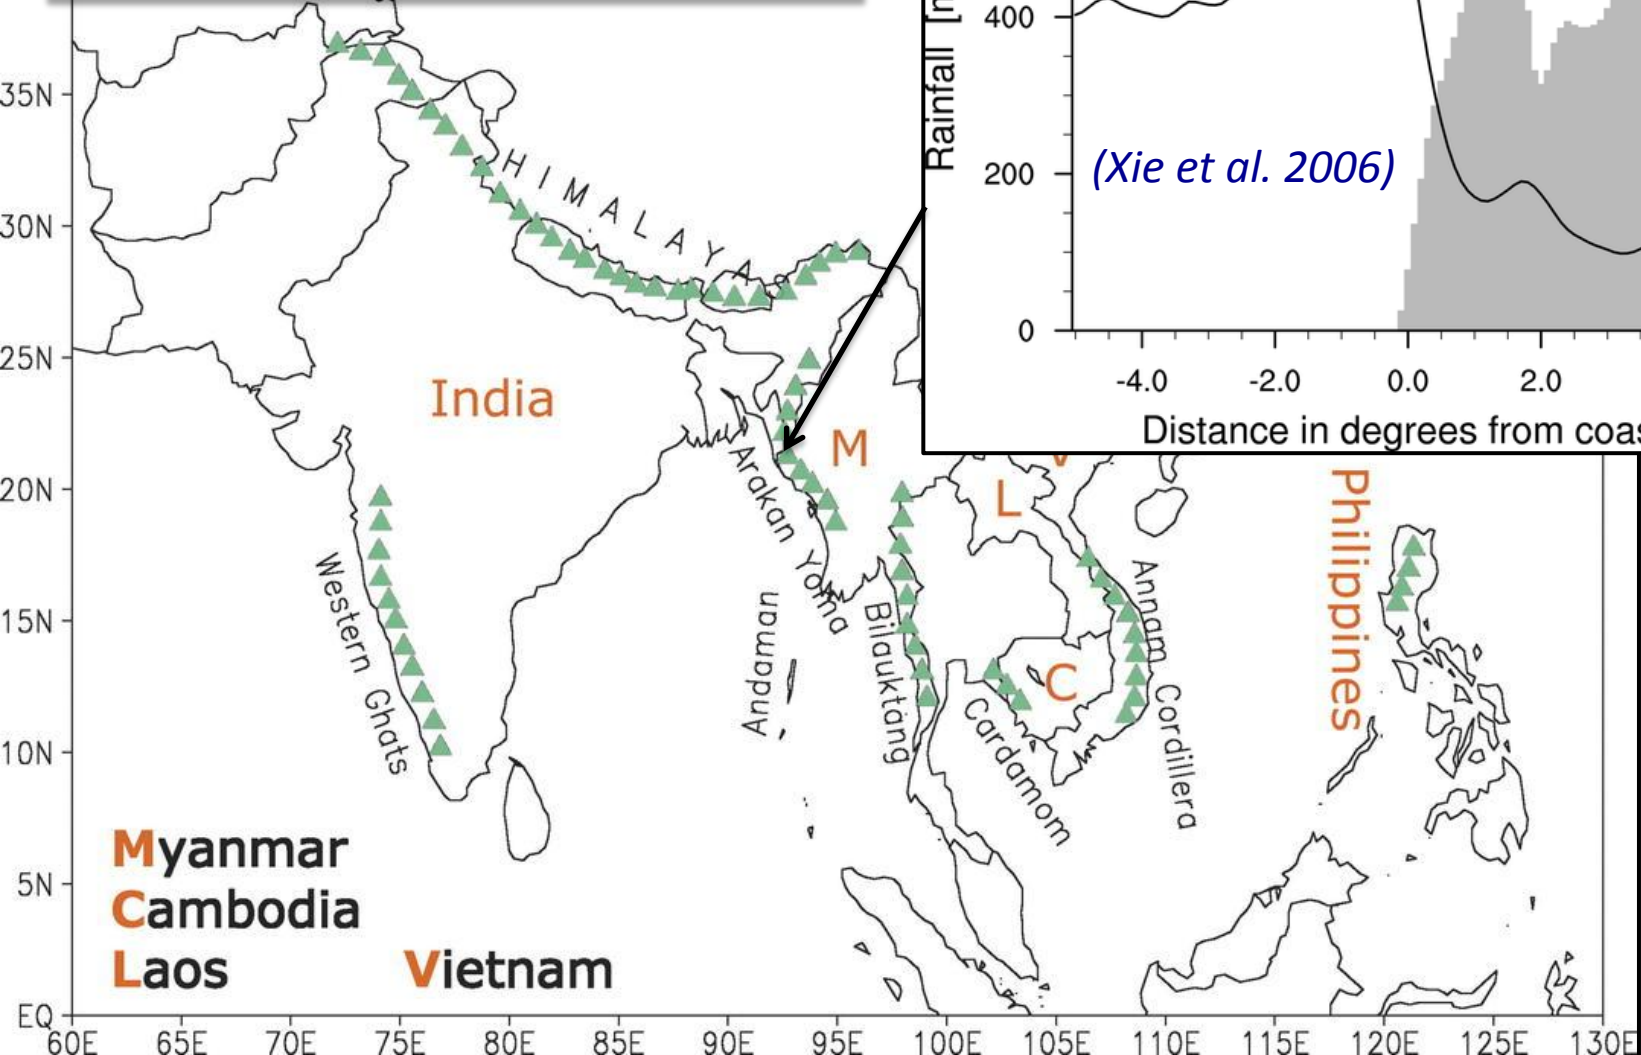 400
Rainfall [
(Xie et al. 2006)
200
0
-4.0 -2.0 0.0 2.0
Distance in degrees from
35N
30N
25N
20N
15N
10N
5N
EQ
HIMALAYA
India
M
L
C
Arakan Yoma
Western Ghats
Andaman
Bilauktang
Cardamom
Annam Cordillera
Philippines
Myanmar
Cambodia
Laos Vietnam
60E 65E 70E 75E 80E 85E 90E 95E 100E 105E 110E 115E 120E 125E 130E